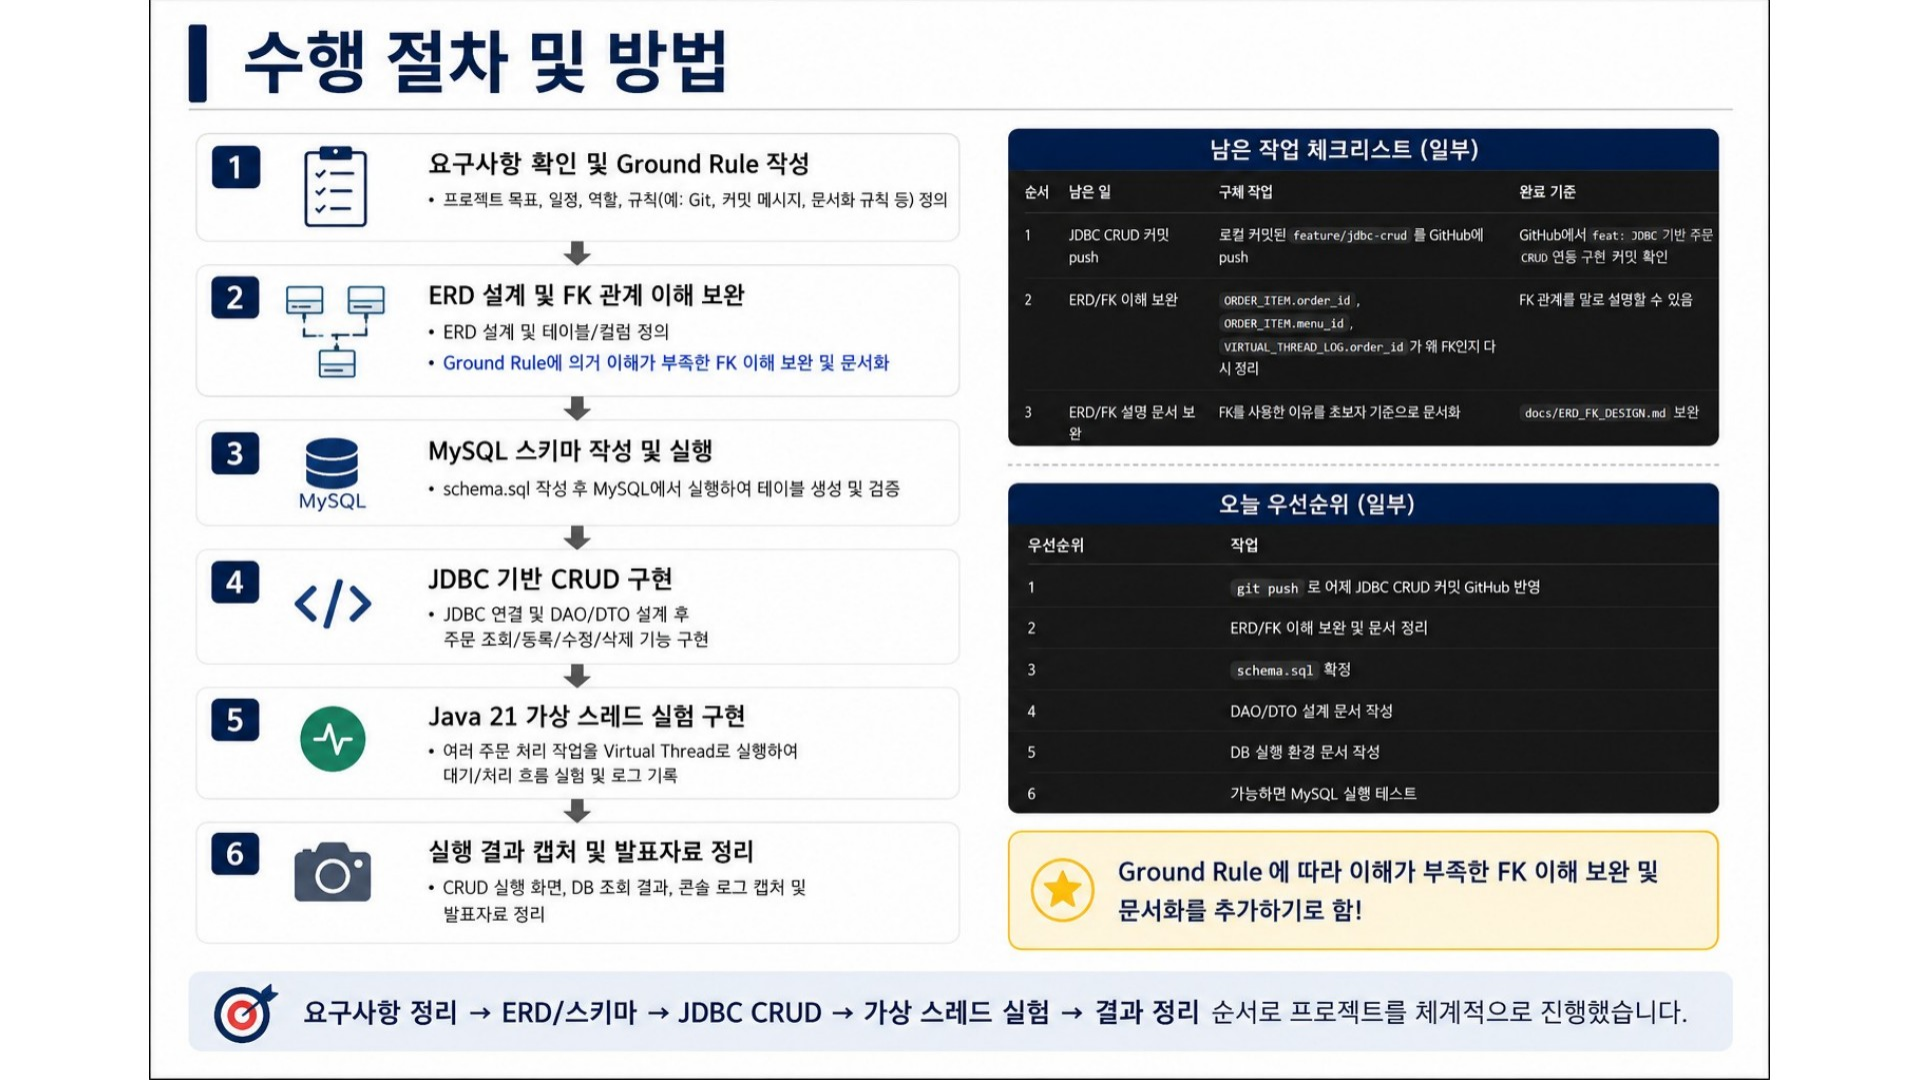 수행 절차 및 방법
1
요구사항 확인 및 Ground Rule 작성
• 프로젝트 목표, 일정, 역할, 규칙(예: Git, 커밋 메시지, 문서화 규칙 등) 정의
2
ERD 설계 및 FK 관계 이해 보완
• ERD 설계 및 테이블/컬럼 정의
• Ground Rule에 의거 이해가 부족한 FK 이해 보완 및 문서화
3
MySQL
MySQL 스키마 작성 및 실행
• schema.sql 작성 후 MySQL에서 실행하여 테이블 생성 및 검증
4
</>
JDBC 기반 CRUD 구현
• JDBC 연결 및 DAO/DTO 설계 후
주문 조회/등록/수정/삭제 기능 구현
5
Java 21 가상 스레드 실험 구현
• 여러 주문 처리 작업을 Virtual Thread로 실행하여
대기/처리 흐름 실험 및 로그 기록
6
실행 결과 캡처 및 발표자료 정리
• CRUD 실행 화면, DB 조회 결과, 콘솔 로그 캡처 및
발표자료 정리
남은 작업 체크리스트 (일부)
순서 남은 일 구체 작업 완료 기준
1 JDBC CRUD 커밋 로컬 커밋된 feature/jdbc-crud 를 GitHub에 GitHub에서 feat: JDBC 기반 주문
push push CRUD 연동 구현 커밋 확인
2 ERD/FK 이해 보완 ORDER_ITEM.order_id , FK 관계를 말로 설명할 수 있음
ORDER_ITEM.menu_id ,
VIRTUAL_THREAD_LOG.order_id 가 왜 FK인지 다
시 정리
3 ERD/FK 설명 문서 보 FK를 사용한 이유를 초보자 기준으로 문서화 docs/ERD_FK_DESIGN.md 보완
완
오늘 우선순위 (일부)
우선순위 작업
1 git push 로 어제 JDBC CRUD 커밋 GitHub 반영
2 ERD/FK 이해 보완 및 문서 정리
3 schema.sql 확정
4 DAO/DTO 설계 문서 작성
5 DB 실행 환경 문서 작성
6 가능하면 MySQL 실행 테스트
Ground Rule 에 따라 이해가 부족한 FK 이해 보완 및
문서화를 추가하기로 함!
요구사항 정리 → ERD/스키마 → JDBC CRUD → 가상 스레드 실험 → 결과 정리 순서로 프로젝트를 체계적으로 진행했습니다.